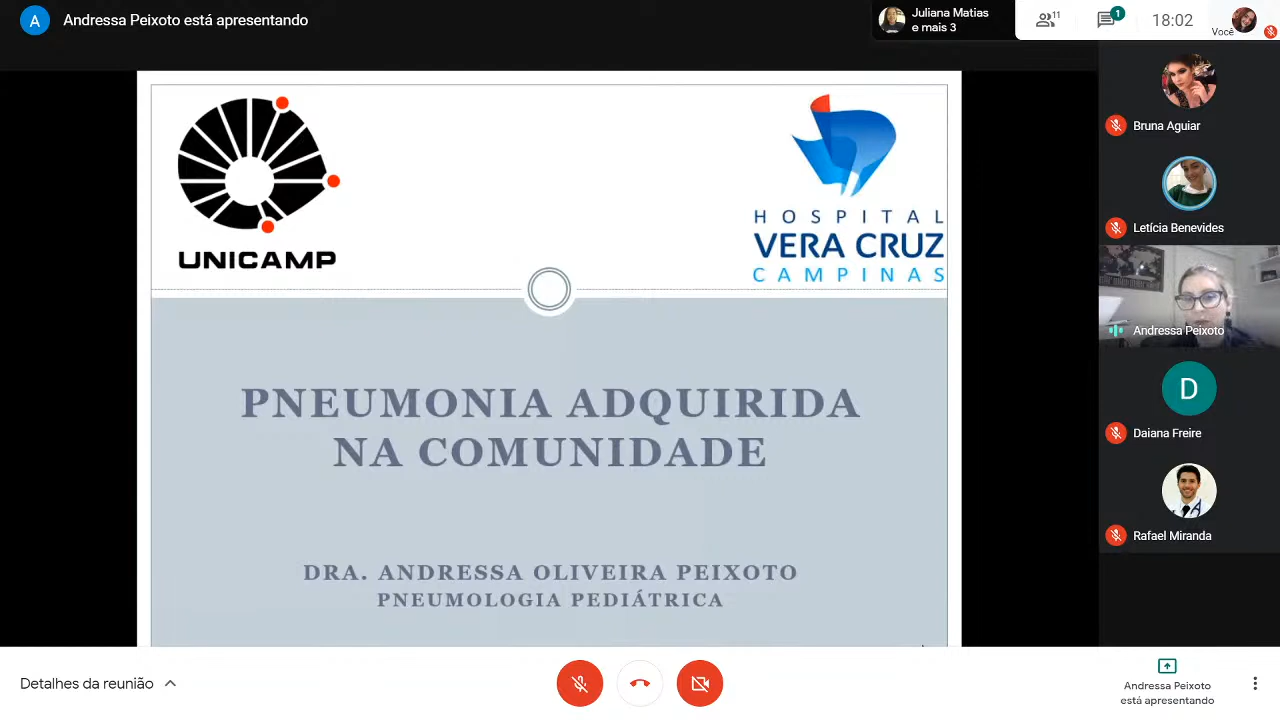 A
Andressa Peixoto está apresentando
Juliana Matias
e mais 3
11
1
18:02
Você
UNICAMP
HOSPITAL
VERA CRUZ
CAMPINAS
PNEUMONIA ADQUIRIDA
NA COMUNIDADE
DRA. ANDRESSA OLIVEIRA PEIXOTO
PNEUMOLOGIA PEDIÁTRICA
Bruna Aguiar
Letícia Benevides
Andressa Peixoto
D
Daiana Freire
Rafael Miranda
Detalhes da reunião
Andressa Peixoto
está apresentando